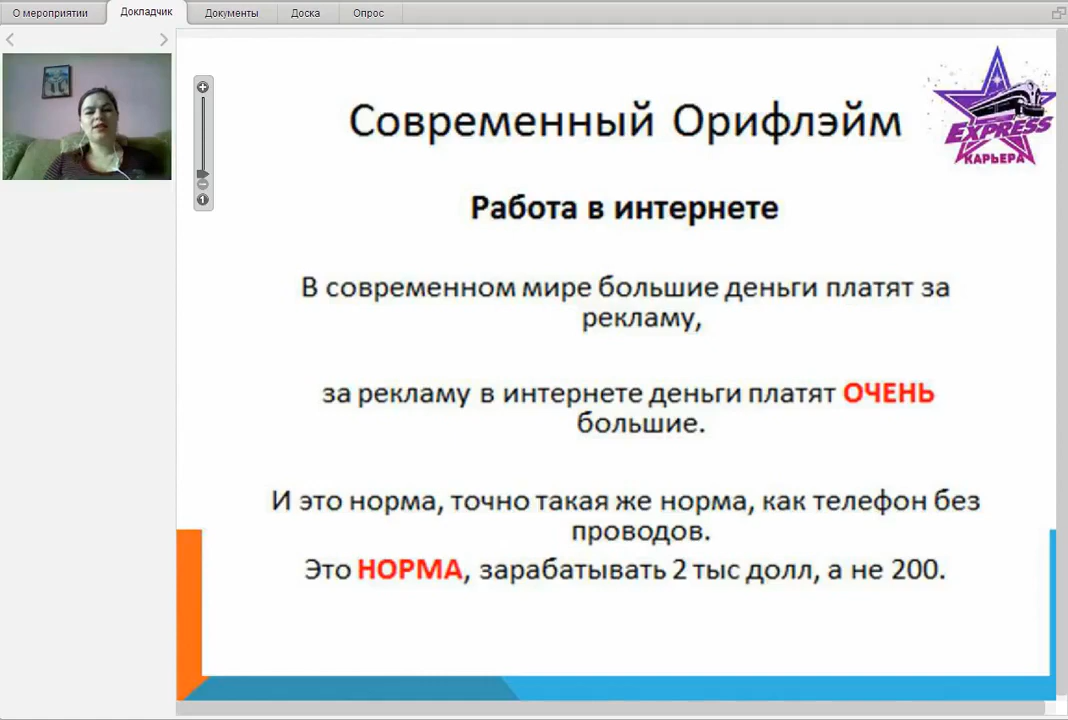 О мероприятии
Докладчик
Документы
Доска
Опрос
Современный Орифлэйм
EXPRESS
КАРЬЕРА
Работа в интернете
В современном мире большие деньги платят за
рекламу,
за рекламу в интернете деньги платят ОЧЕНЬ
большие.
И это норма, точно такая же норма, как телефон без
проводов.
Это НОРМА, зарабатывать 2 тыс долл, а не 200.